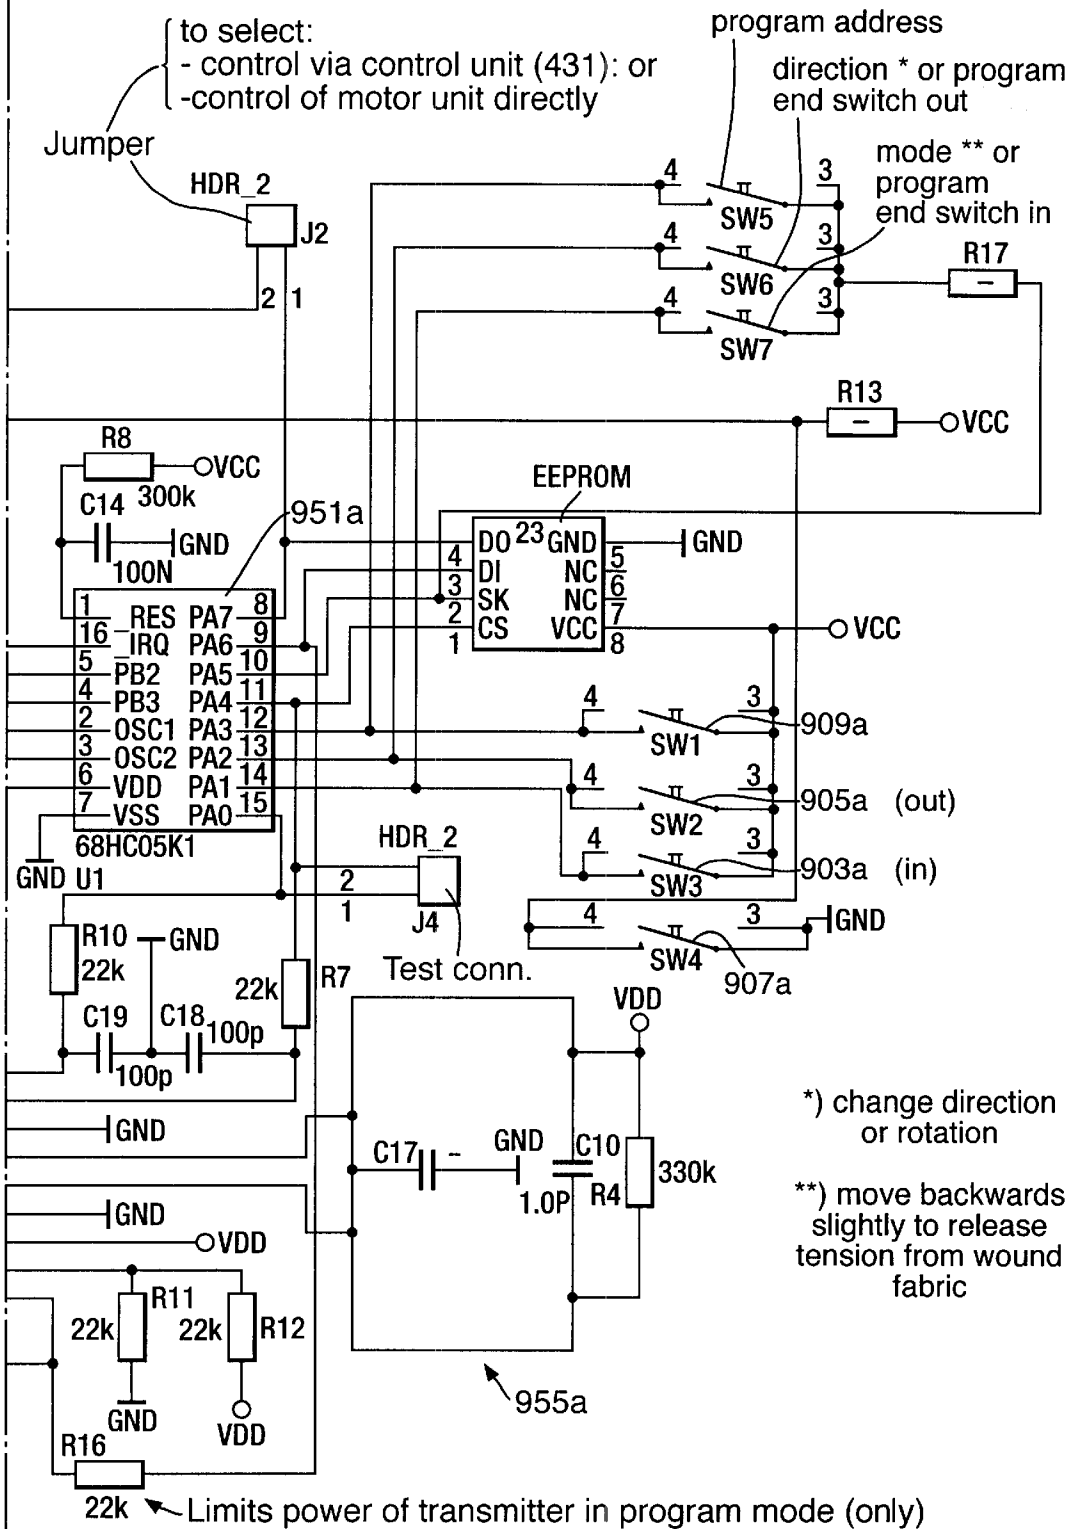 to select:
- control via control unit (431): or
-control of motor unit directly
program address
direction * or program
end switch out
mode ** or
program
end switch in
Jumper
HDR_2
J2
2 1
4 3
SW5
4 3
SW6
4 3
SW7
R17
-
R13
-
VCC
R8
VCC
300k
C14
GND
100N
951a
EEPROM
DO 23 GND
GND
4 DI NC 5
3 SK NC 6
2 CS VCC 7
1 8
VCC
1 _RES PA7 8
16 _IRQ PA6 9
5 PB2 PA5 10
4 PB3 PA4 11
2 OSC1 PA3 12
3 OSC2 PA2 13
6 VDD PA1 14
7 VSS PA0 15
68HC05K1
GND U1
4 3
SW1
909a
4 3
SW2
905a (out)
4 3
SW3
903a (in)
4 3
GND
SW4
907a
HDR_2
2
1
J4
Test conn.
R10
22k
GND
22k
R7
C19
C18
100p
100p
GND
VDD
C17
-
GND
C10
1.0P
R4
330k
*) change direction
or rotation
**) move backwards
slightly to release
tension from wound
fabric
GND
VDD
R11
22k
22k
R12
GND
VDD
955a
R16
22k
Limits power of transmitter in program mode (only)